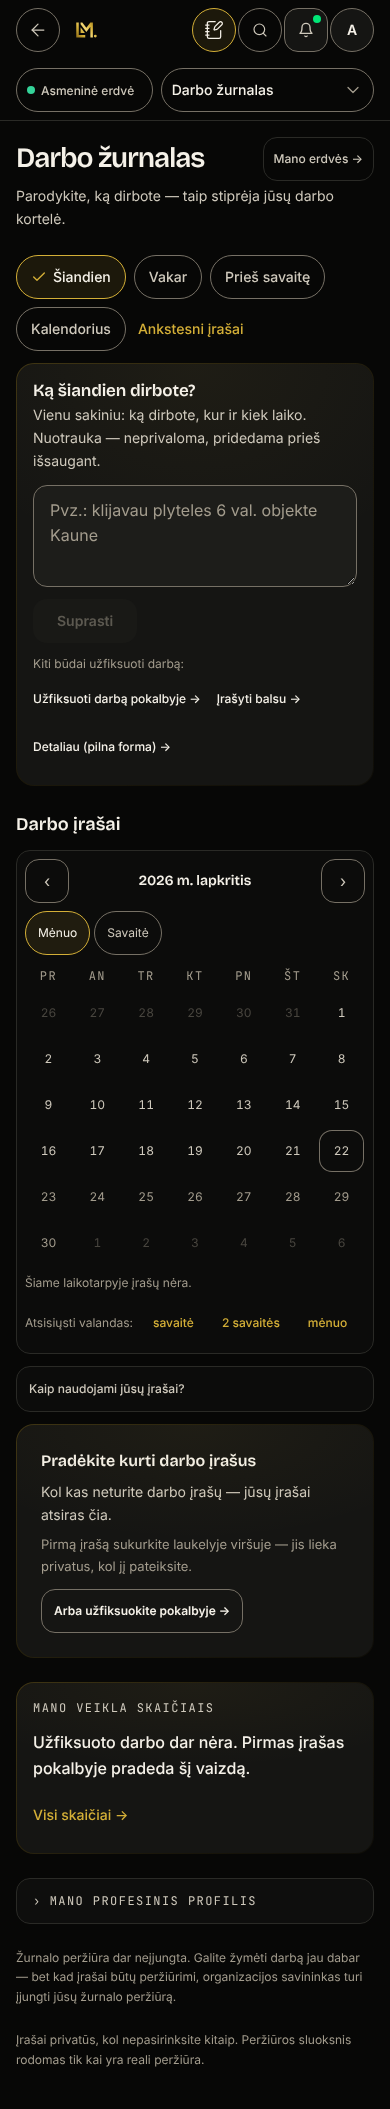 LM.
A
Asmeninė erdvė
Darbo žurnalas
Darbo žurnalas
Mano erdvės →
Parodykite, ką dirbote — taip stiprėja jūsų darbo
kortelė.
Šiandien
Vakar
Prieš savaitę
Kalendorius
Ankstesni įrašai
Ką šiandien dirbote?
Vienu sakiniu: ką dirbote, kur ir kiek laiko.
Nuotrauka — neprivaloma, pridedama prieš
išsaugant.
Pvz.: klijavau plyteles 6 val. objekte
Kaune
Suprasti
Kiti būdai užfiksuoti darbą:
Užfiksuoti darbą pokalbyje → Įrašyti balsu →
Detaliau (pilna forma) →
Darbo įrašai
‹ 2026 m. lapkritis ›
Mėnuo Savaitė
PR AN TR KT PN ŠT SK
26 27 28 29 30 31 1
2 3 4 5 6 7 8
9 10 11 12 13 14 15
16 17 18 19 20 21 22
23 24 25 26 27 28 29
30 1 2 3 4 5 6
Šiame laikotarpyje įrašų nėra.
Atsisiųsti valandas: savaitė 2 savaitės mėnuo
Kaip naudojami jūsų įrašai?
Pradėkite kurti darbo įrašus
Kol kas neturite darbo įrašų — jūsų įrašai
atsiras čia.
Pirmą įrašą sukurkite laukelyje viršuje — jis lieka
privatus, kol jį pateiksite.
Arba užfiksuokite pokalbyje →
MANO VEIKLA SKAIČIAIS
Užfiksuoto darbo dar nėra. Pirmas įrašas
pokalbyje pradeda šį vaizdą.
Visi skaičiai →
› MANO PROFESINIS PROFILIS
Žurnalo peržiūra dar neįjungta. Galite žymėti darbą jau dabar
— bet kad įrašai būtų peržiūrimi, organizacijos savininkas turi
įjungti jūsų žurnalo peržiūrą.
Įrašai privatūs, kol nepasirinksite kitaip. Peržiūros sluoksnis
rodomas tik kai yra reali peržiūra.